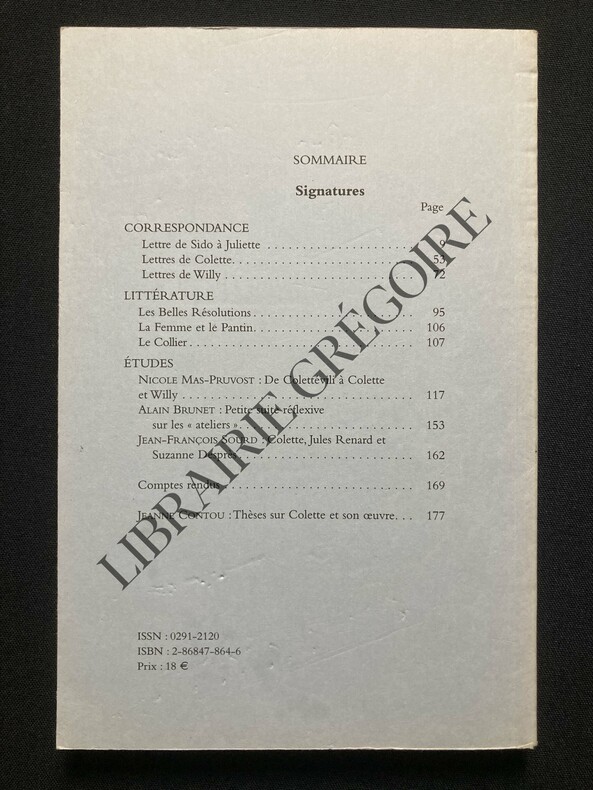 SOMMAIRE
Signatures
Page
CORRESPONDANCE
Lettre de Sido à Juliette . . . . . . . . . . . . . . . . . . . . 9
Lettres de Colette. . . . . . . . . . . . . . . . . . . . . . . . 53
Lettres de Willy . . . . . . . . . . . . . . . . . . . . . . . . . 72
LITTÉRATURE
Les Belles Résolutions . . . . . . . . . . . . . . . . . . . . . 95
La Femme et le Pantin. . . . . . . . . . . . . . . . . . . . . 106
Le Collier . . . . . . . . . . . . . . . . . . . . . . . . . . . . 107
ÉTUDES
NICOLE MAS-PRUVOST : De Colettevilli à Colette
et Willy . . . . . . . . . . . . . . . . . . . . . . . . . . . . . 117
ALAIN BRUNET : Petite suite réflexive
sur les « ateliers ». . . . . . . . . . . . . . . . . . . . . . . 153
JEAN-FRANÇOIS SOURD : Colette, Jules Renard et
Suzanne Després. . . . . . . . . . . . . . . . . . . . . . . . 162
Comptes rendus . . . . . . . . . . . . . . . . . . . . . . . . 169
JEANNE CONTOU : Thèses sur Colette et son œuvre. . . 177
ISSN : 0291-2120
ISBN : 2-86847-864-6
Prix : 18 €
LIBRAIRIE GRÉGOIRE